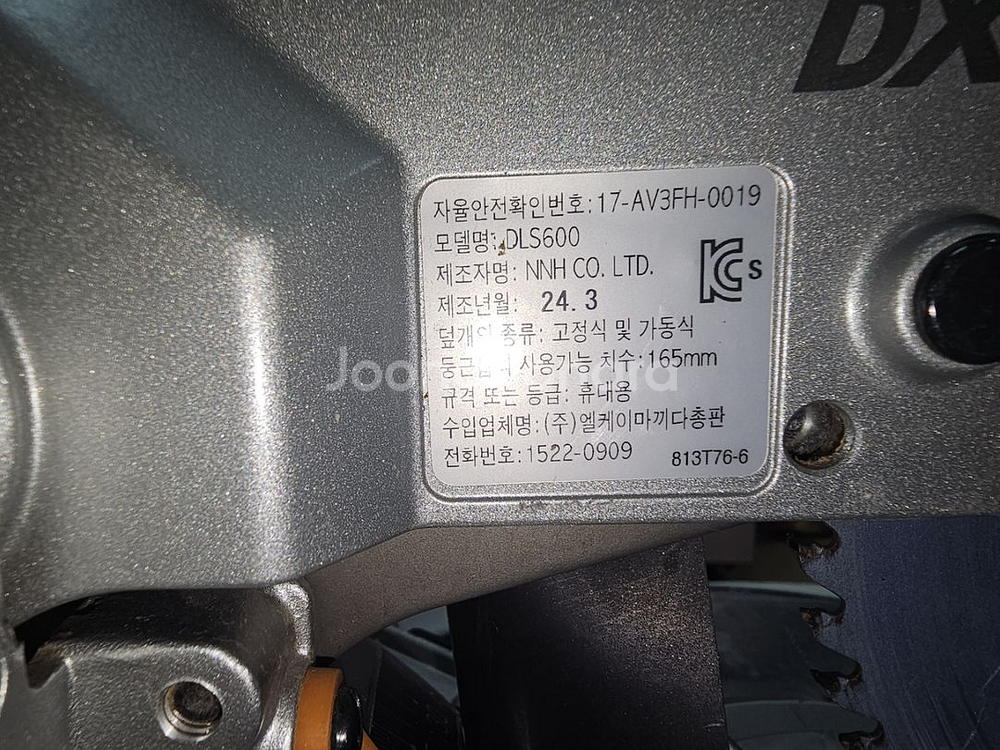 DX
자율안전확인번호:17-AV3FH-0019
모델명: DLS600
제조자명: NNH CO. LTD.
제조년월: 24. 3
덮개의 종류: 고정식 및 가동식
사용가능 치수:165mm
규격 또는 등급: 휴대용
수입업체명:(주)엘케이마끼다총판
전화번호:1522-0909
813T76-6
KCs